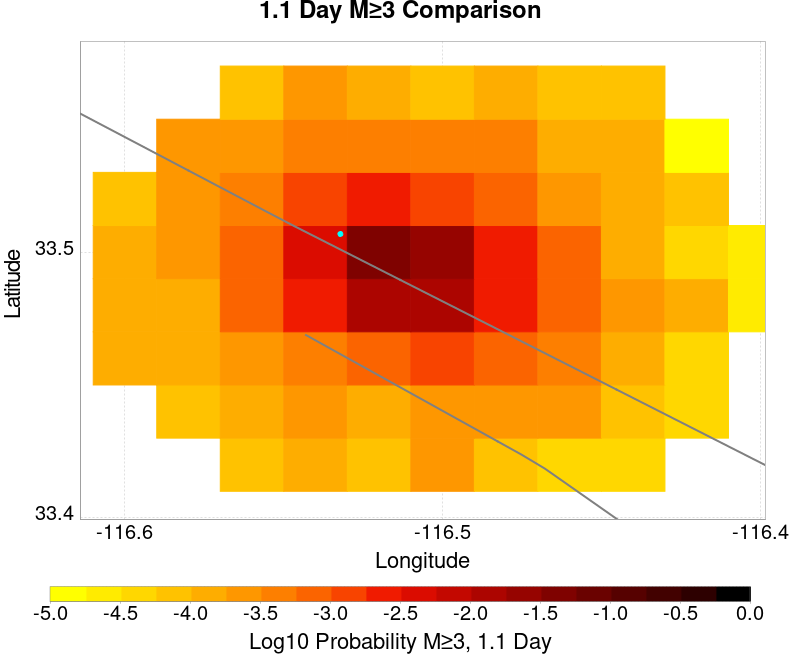 1.1 Day M≥3 Comparison
Latitude
33.5
33.4
-116.6 -116.5 -116.4
Longitude
-5.0 -4.5 -4.0 -3.5 -3.0 -2.5 -2.0 -1.5 -1.0 -0.5 0.0
Log10 Probability M≥3, 1.1 Day